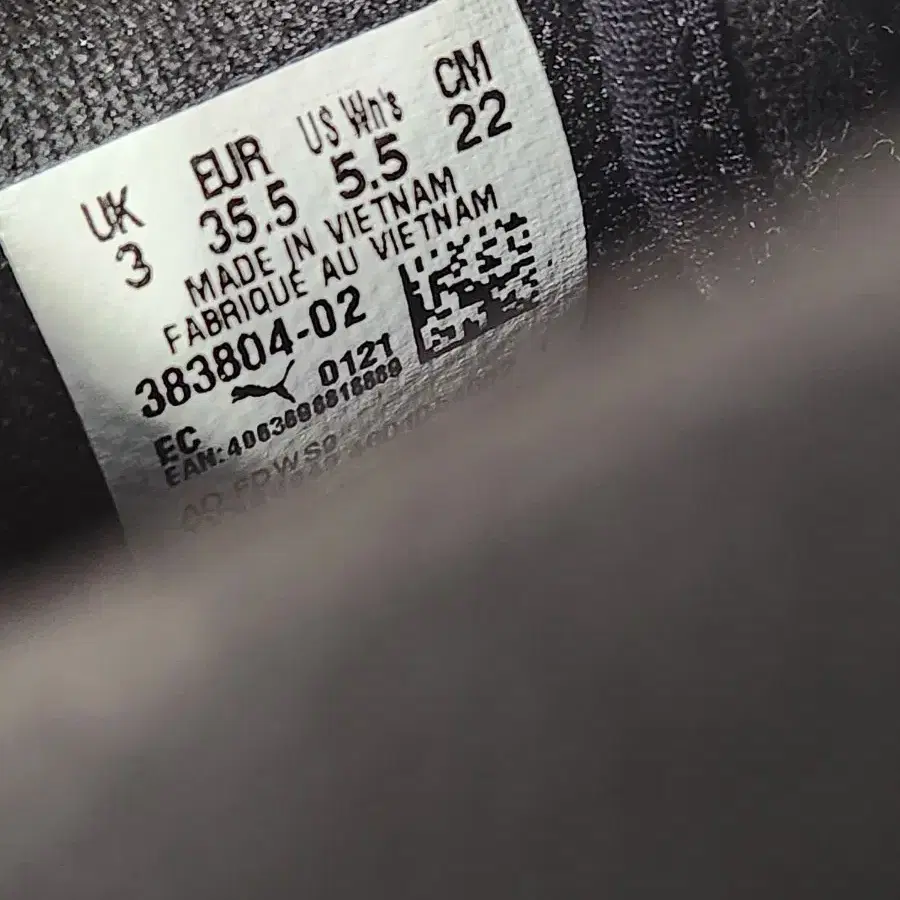 UK EUR US Wn's CM
3 35.5 5.5 22
MADE IN VIETNAM
FABRIQUE AU VIETNAM
383804-02
0121
EC
EAN: